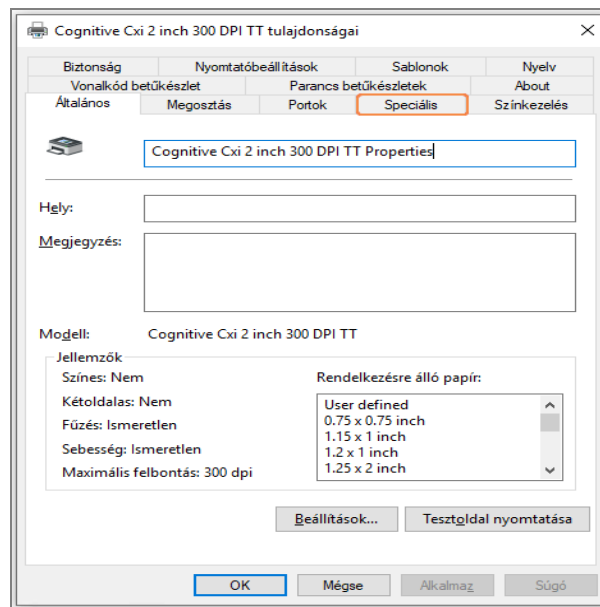 Cognitive Cxi 2 inch 300 DPI TT tulajdonságai
Biztonság Nyomtatóbeállítások Sablonok Nyelv
Vonalkód betűkészlet Parancs betűkészletek About
Általános Megosztás Portok Speciális Színkezelés
Cognitive Cxi 2 inch 300 DPI TT Properties
Hely:
Megjegyzés:
Modell: Cognitive Cxi 2 inch 300 DPI TT
Jellemzők
Színes: Nem Rendelkezésre álló papír:
Kétoldalas: Nem User defined
Fűzés: Ismeretlen 0.75 x 0.75 inch
1.15 x 1 inch
Sebesség: Ismeretlen 1.2 x 1 inch
Maximális felbontás: 300 dpi 1.25 x 2 inch
Beállítások... Tesztoldal nyomtatása
OK Mégse Alkalmaz Súgó